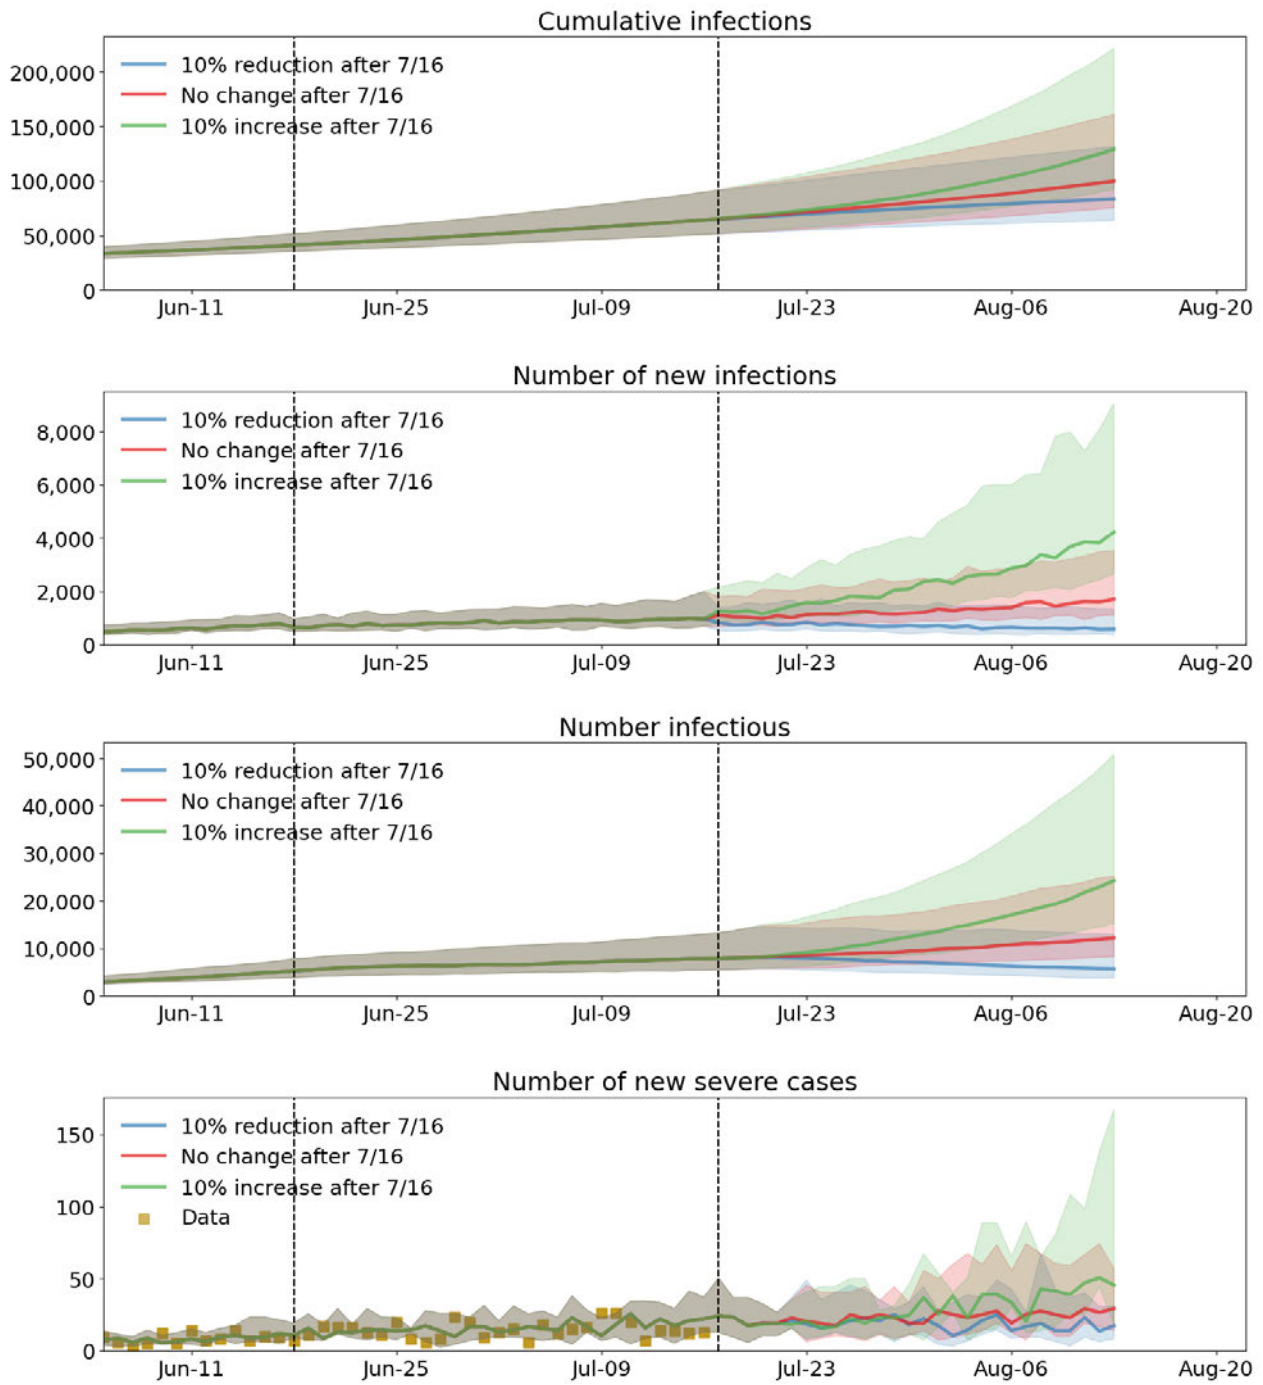 Cumulative infections
200,000
150,000
100,000
50,000
0
10% reduction after 7/16
No change after 7/16
10% increase after 7/16
Jun-11 Jun-25 Jul-09 Jul-23 Aug-06 Aug-20
Number of new infections
8,000
6,000
4,000
2,000
0
10% reduction after 7/16
No change after 7/16
10% increase after 7/16
Jun-11 Jun-25 Jul-09 Jul-23 Aug-06 Aug-20
Number infectious
50,000
40,000
30,000
20,000
10,000
0
10% reduction after 7/16
No change after 7/16
10% increase after 7/16
Jun-11 Jun-25 Jul-09 Jul-23 Aug-06 Aug-20
Number of new severe cases
150
100
50
0
10% reduction after 7/16
No change after 7/16
10% increase after 7/16
Data
Jun-11 Jun-25 Jul-09 Jul-23 Aug-06 Aug-20